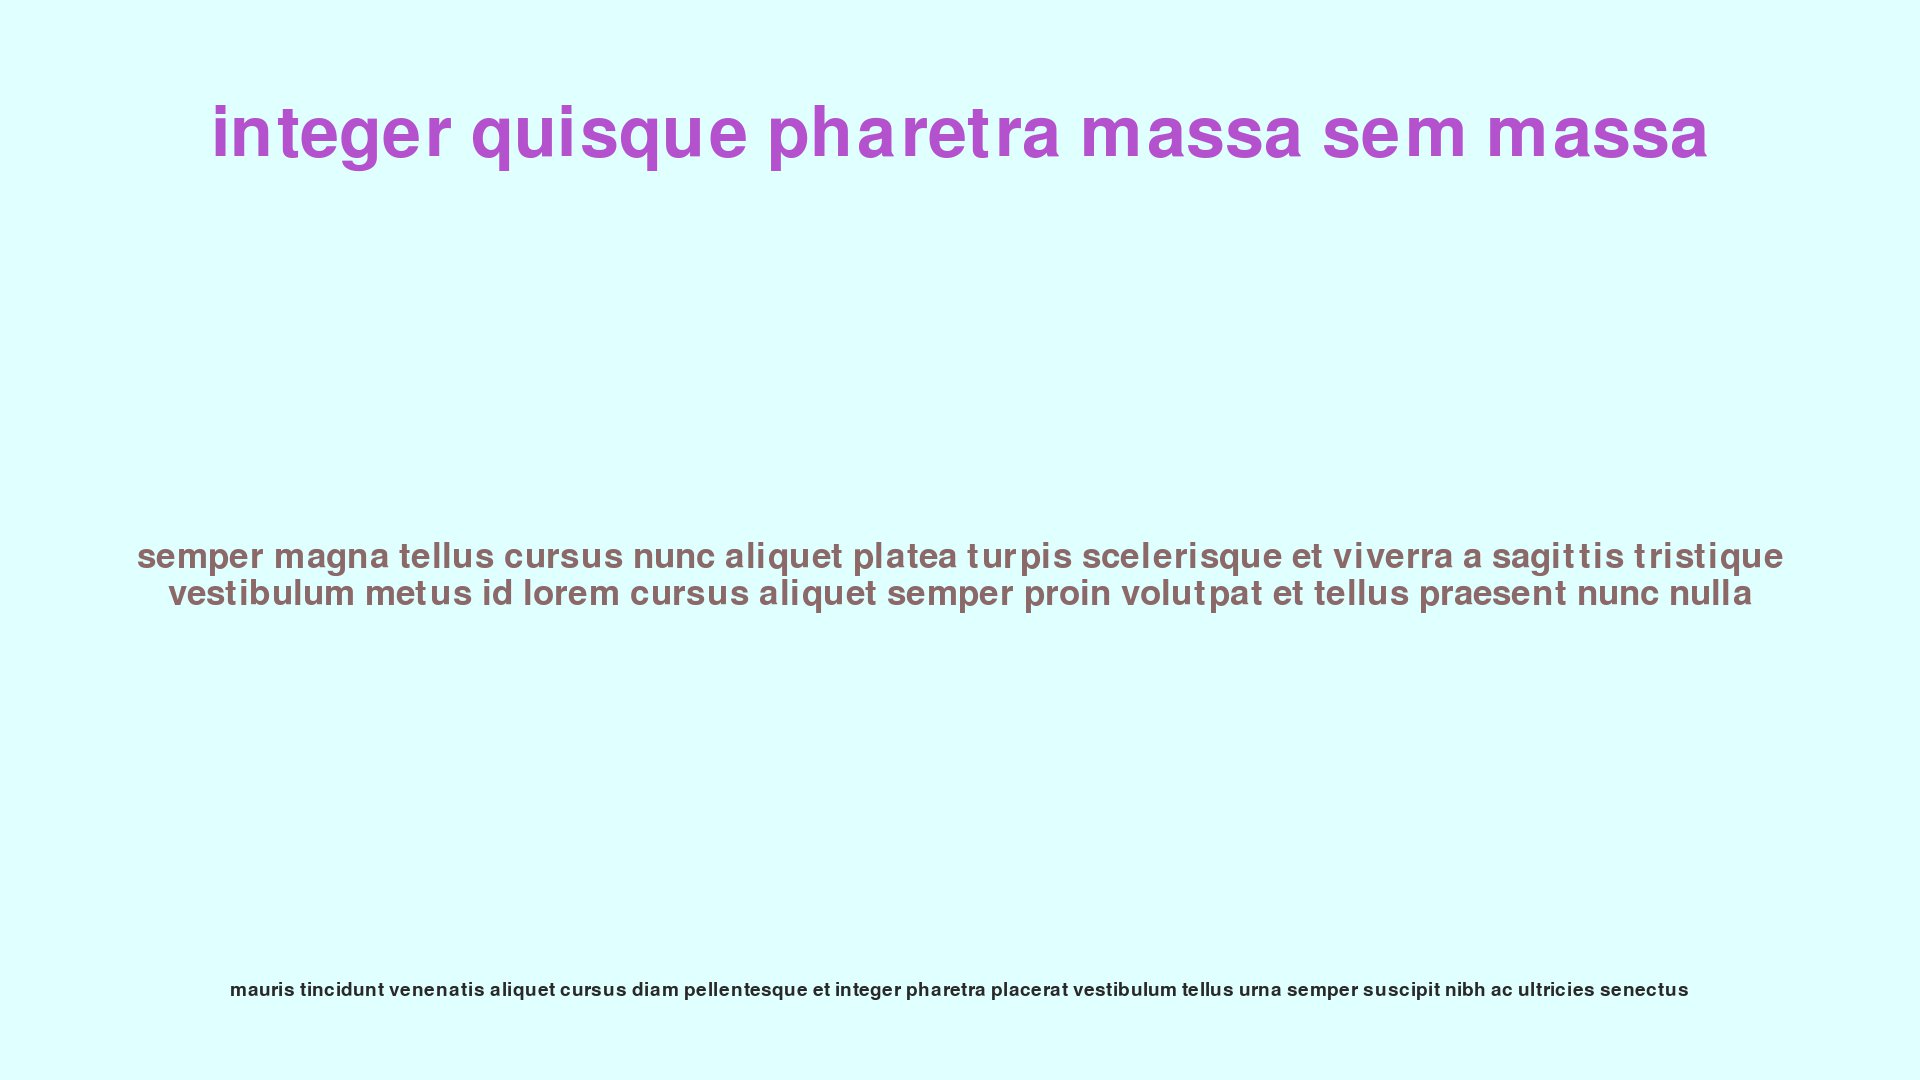 integer quisque pharetra massa sem massa
semper magna tellus cursus nunc aliquet platea turpis scelerisque et viverra a sagittis tristique
vestibulum metus id lorem cursus aliquet semper proin volutpat et tellus praesent nunc nulla
mauris tincidunt venenatis aliquet cursus diam pellentesque et integer pharetra placerat vestibulum tellus urna semper suscipit nibh ac ultricies senectus